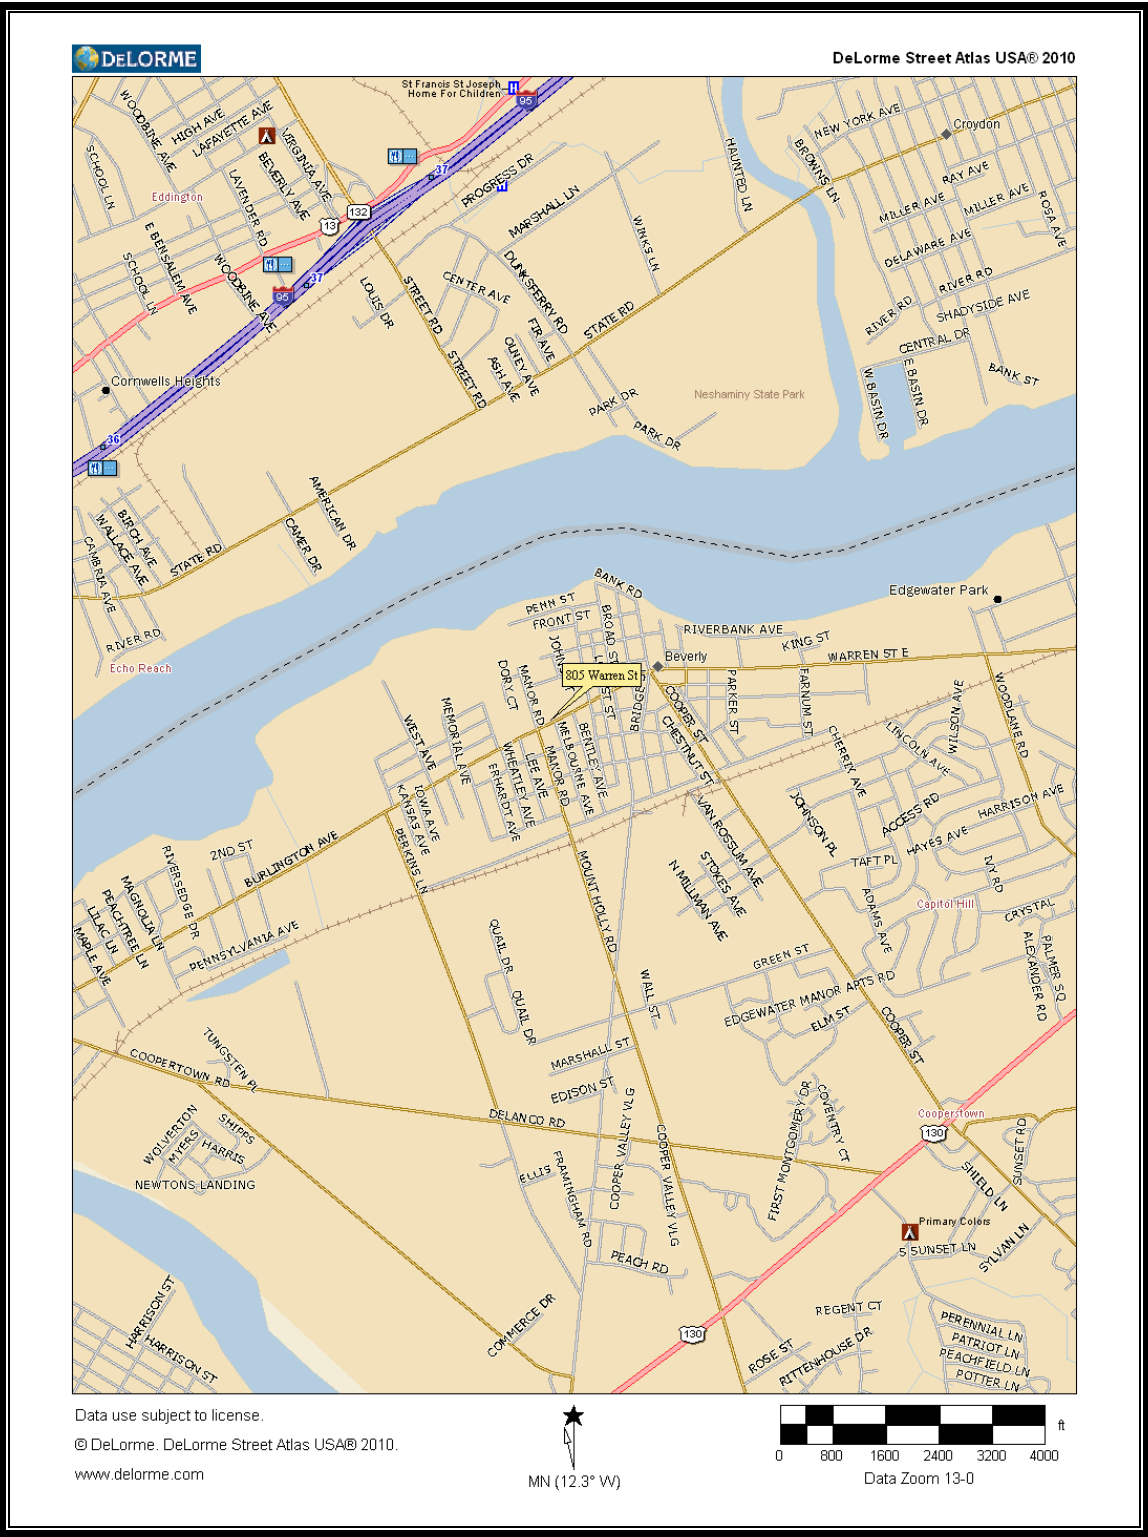 DELORME
DeLorme Street Atlas USA® 2010
St Francis St Joseph
Home For Children
H
95
WOODBINE AVE
HIGH AVE
LAFAYETTE AVE
VIRGINIA AVE
BEVERLY AVE
SCHOOL LN
Eddington
LAVENDER RD
37
PROGRESS DR
H
MARSHALL LN
132
13
HAUNTED LN
BROWNS LN
NEW YORK AVE
Croydon
RAY AVE
MILLER AVE
MILLER AVE
ROSA AVE
DELAWARE AVE
RIVER RD
RIVER RD
SHADYSIDE AVE
CENTRAL DR
BANK ST
W BASIN DR
E BASIN DR
E BENSALEM AVE
SCHOOL LN
WOODBINE AVE
37
95
LOUIS DR
STREET RD
CENTER AVE
DUNKSFERRY RD
WINKS LN
STATE RD
FIR AVE
OLNEY AVE
ASH AVE
STREET RD
Cornwells Heights
PARK DR
PARK DR
Neshaminy State Park
36
AMERICAN DR
CAMER DR
BIRCH AVE
WALLACE AVE
CAMBRIA AVE
STATE RD
RIVER RD
Echo Reach
BANK RD
PENN ST
FRONT ST
BROAD ST
RIVERBANK AVE
KING ST
Edgewater Park
WARREN ST E
Beverly
805 Warren St
DORY CT
MANOR RD
BRIDGE
COOPER ST
CHESTNUT ST
PARKER ST
FARNUM ST
WILSON AVE
WOODLANE RD
LINCOLN AVE
CHERRIX AVE
WEST AVE
MEMORIAL AVE
WHEATLEY AVE
ERHARDT AVE
LEE AVE
MANOR RD
MELBOURNE AVE
BENTLEY AVE
IOWA AVE
KANSAS AVE
PERKINS LN
BURLINGTON AVE
2ND ST
RIVERSEDGE DR
MAGNOLIA LN
PEACHTREE LN
LILAC LN
MAPLE AVE
PENNSYLVANIA AVE
MOUNT HOLLY RD
VAN ROSSUM AVE
STOKES AVE
N MILLMAN AVE
JOHNSON PL
ACCESS RD
HARRISON AVE
HAYES AVE
TAFT PL
IVY RD
ADAMS AVE
Capitol Hill
CRYSTAL
PALMER SQ
ALEXANDER RD
QUAIL DR
QUAIL DR
WALL ST
GREEN ST
EDGEWATER MANOR APTS RD
ELM ST
COOPER ST
MARSHALL ST
EDISON ST
TUNGSTEN PL
COOPERTOWN RD
DELANCO RD
COOPER VALLEY VLG
COOPER VALLEY VLG
FIRST MONTGOMERY DR
COVENTRY CT
Cooperstown
130
SUNSET RD
SHIELD LN
SYLVAN LN
Primary Colors
S SUNSET LN
WOLVERTON
MYERS
SHIPPS
HARRIS
NEWTONS LANDING
ELLIS
FRAMINGHAM RD
PEACH RD
COMMERCE DR
130
REGENT CT
ROSE ST
RITTENHOUSE DR
PERENNIAL LN
PATRIOT LN
PEACHFIELD LN
POTTER LN
HARRISON ST
HARRISON ST
Data use subject to license.
© DeLorme. DeLorme Street Atlas USA® 2010.
www.delorme.com
MN (12.3° W)
ft
0 800 1600 2400 3200 4000
Data Zoom 13-0